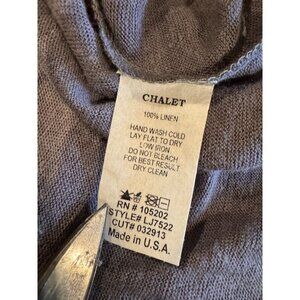 CHALET
100% LINEN
HAND WASH COLD
LAY FLAT TO DRY
LOW IRON
DO NOT BLEACH
FOR BEST RESULT
DRY CLEAN
RN # 105202
STYLE# LJ7522
CUT# 032913
Made in U.S.A.